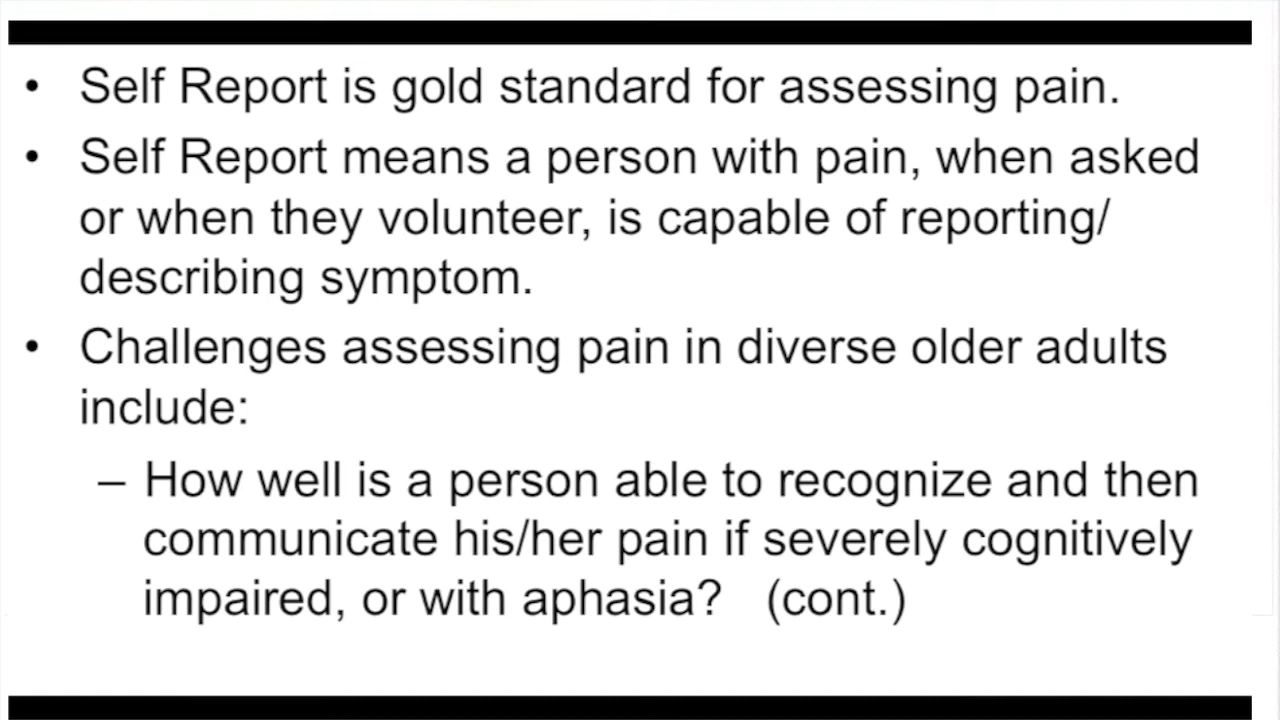 • Self Report is gold standard for assessing pain.
• Self Report means a person with pain, when asked
or when they volunteer, is capable of reporting/
describing symptom.
• Challenges assessing pain in diverse older adults
include:
– How well is a person able to recognize and then
communicate his/her pain if severely cognitively
impaired, or with aphasia? (cont.)